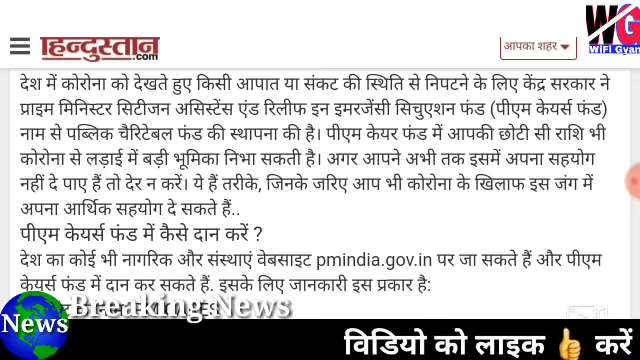 WG
WiFi Gyan
हिन्दुस्तान
.com
आपका शहर
देश में कोरोना को देखते हुए किसी आपात या संकट की स्थिति से निपटने के लिए केंद्र सरकार ने
प्राइम मिनिस्टर सिटीजन असिस्टेंस एंड रिलीफ इन इमरजेंसी सिचुएशन फंड (पीएम केयर्स फंड)
नाम से पब्लिक चैरिटेबल फंड की स्थापना की है। पीएम केयर फंड में आपकी छोटी सी राशि भी
कोरोना से लड़ाई में बड़ी भूमिका निभा सकती है। अगर आपने अभी तक इसमें अपना सहयोग
नहीं दे पाए हैं तो देर न करें। ये हैं तरीके, जिनके जरिए आप भी कोरोना के खिलाफ इस जंग में
अपना आर्थिक सहयोग दे सकते हैं..
पीएम केयर्स फंड में कैसे दान करें ?
देश का कोई भी नागरिक और संस्थाएं वेबसाइट pmindia.gov.in पर जा सकते हैं और पीएम
केयर्स फंड में दान कर सकते हैं. इसके लिए जानकारी इस प्रकार है:
Breaking News
News
विडियो को लाइक 👍 करें